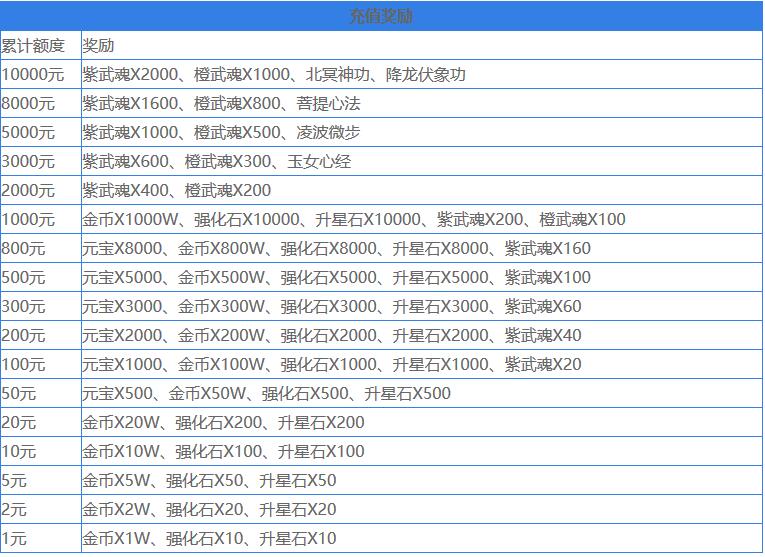 充值奖励
累计额度 奖励
10000元 紫武魂X2000、橙武魂X1000、北冥神功、降龙伏象功
8000元 紫武魂X1600、橙武魂X800、菩提心法
5000元 紫武魂X1000、橙武魂X500、凌波微步
3000元 紫武魂X600、橙武魂X300、玉女心经
2000元 紫武魂X400、橙武魂X200
1000元 金币X1000W、强化石X10000、升星石X10000、紫武魂X200、橙武魂X100
800元 元宝X8000、金币X800W、强化石X8000、升星石X8000、紫武魂X160
500元 元宝X5000、金币X500W、强化石X5000、升星石X5000、紫武魂X100
300元 元宝X3000、金币X300W、强化石X3000、升星石X3000、紫武魂X60
200元 元宝X2000、金币X200W、强化石X2000、升星石X2000、紫武魂X40
100元 元宝X1000、金币X100W、强化石X1000、升星石X1000、紫武魂X20
50元 元宝X500、金币X50W、强化石X500、升星石X500
20元 金币X20W、强化石X200、升星石X200
10元 金币X10W、强化石X100、升星石X100
5元 金币X5W、强化石X50、升星石X50
2元 金币X2W、强化石X20、升星石X20
1元 金币X1W、强化石X10、升星石X10